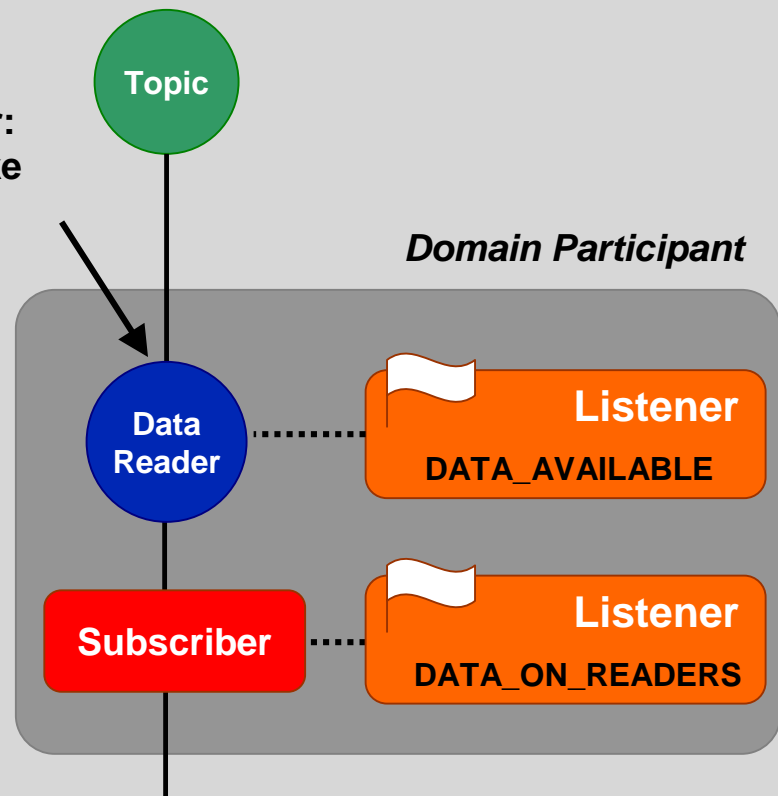 Topic
Domain Participant
Data
Reader
Listener
DATA_AVAILABLE
Subscriber
Listener
DATA_ON_READERS